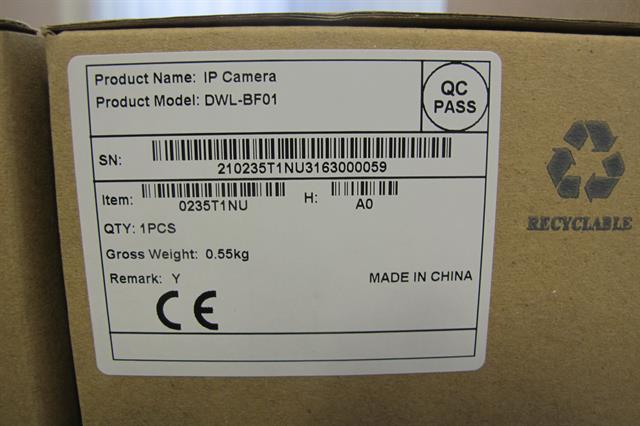 Product Name: IP Camera
Product Model: DWL-BF01
QC
PASS
SN:
210235T1NU3163000059
Item:
0235T1NU
H:
A0
QTY: 1PCS
Gross Weight: 0.55kg
Remark: Y
MADE IN CHINA
CE
RECYCLABLE